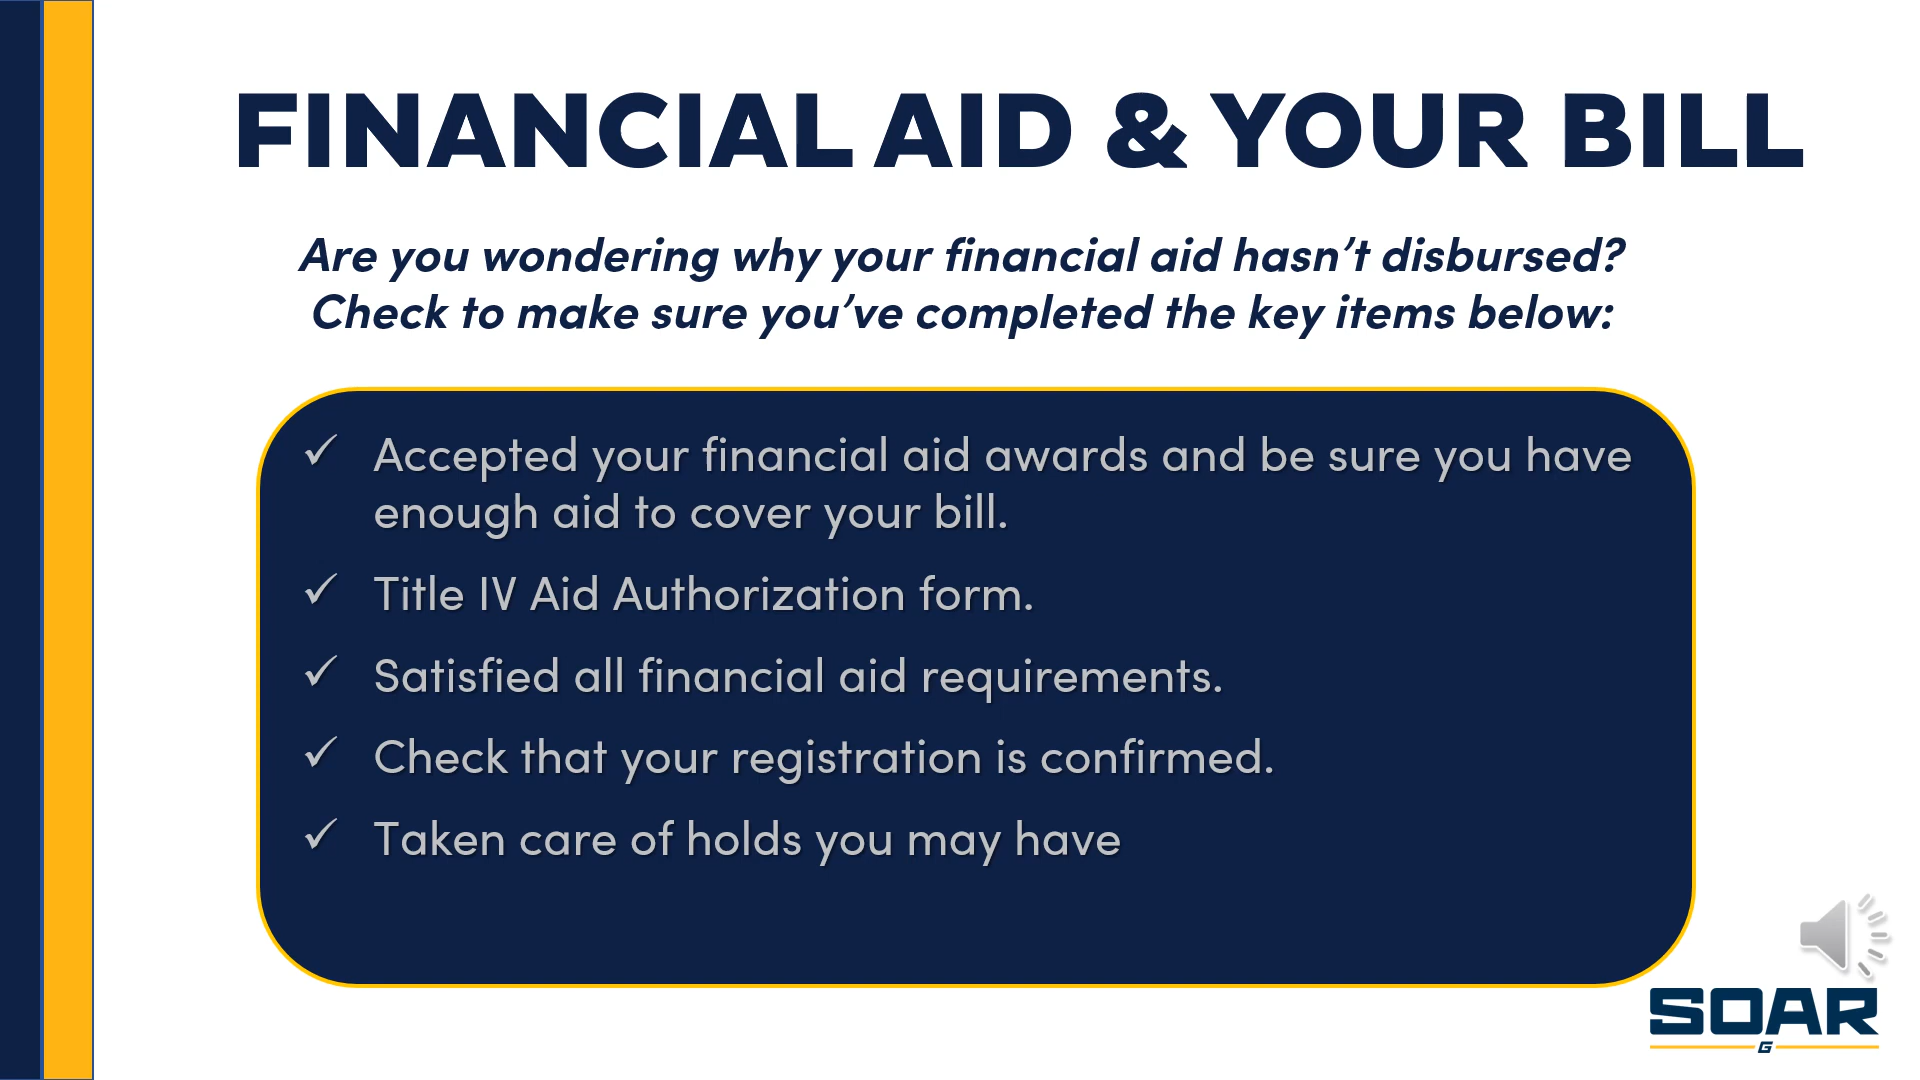 FINANCIAL AID & YOUR BILL
Are you wondering why your financial aid hasn’t disbursed?
Check to make sure you’ve completed the key items below:
✓ Accepted your financial aid awards and be sure you have
enough aid to cover your bill.
✓ Title IV Aid Authorization form.
✓ Satisfied all financial aid requirements.
✓ Check that your registration is confirmed.
✓ Taken care of holds you may have
SOAR
G